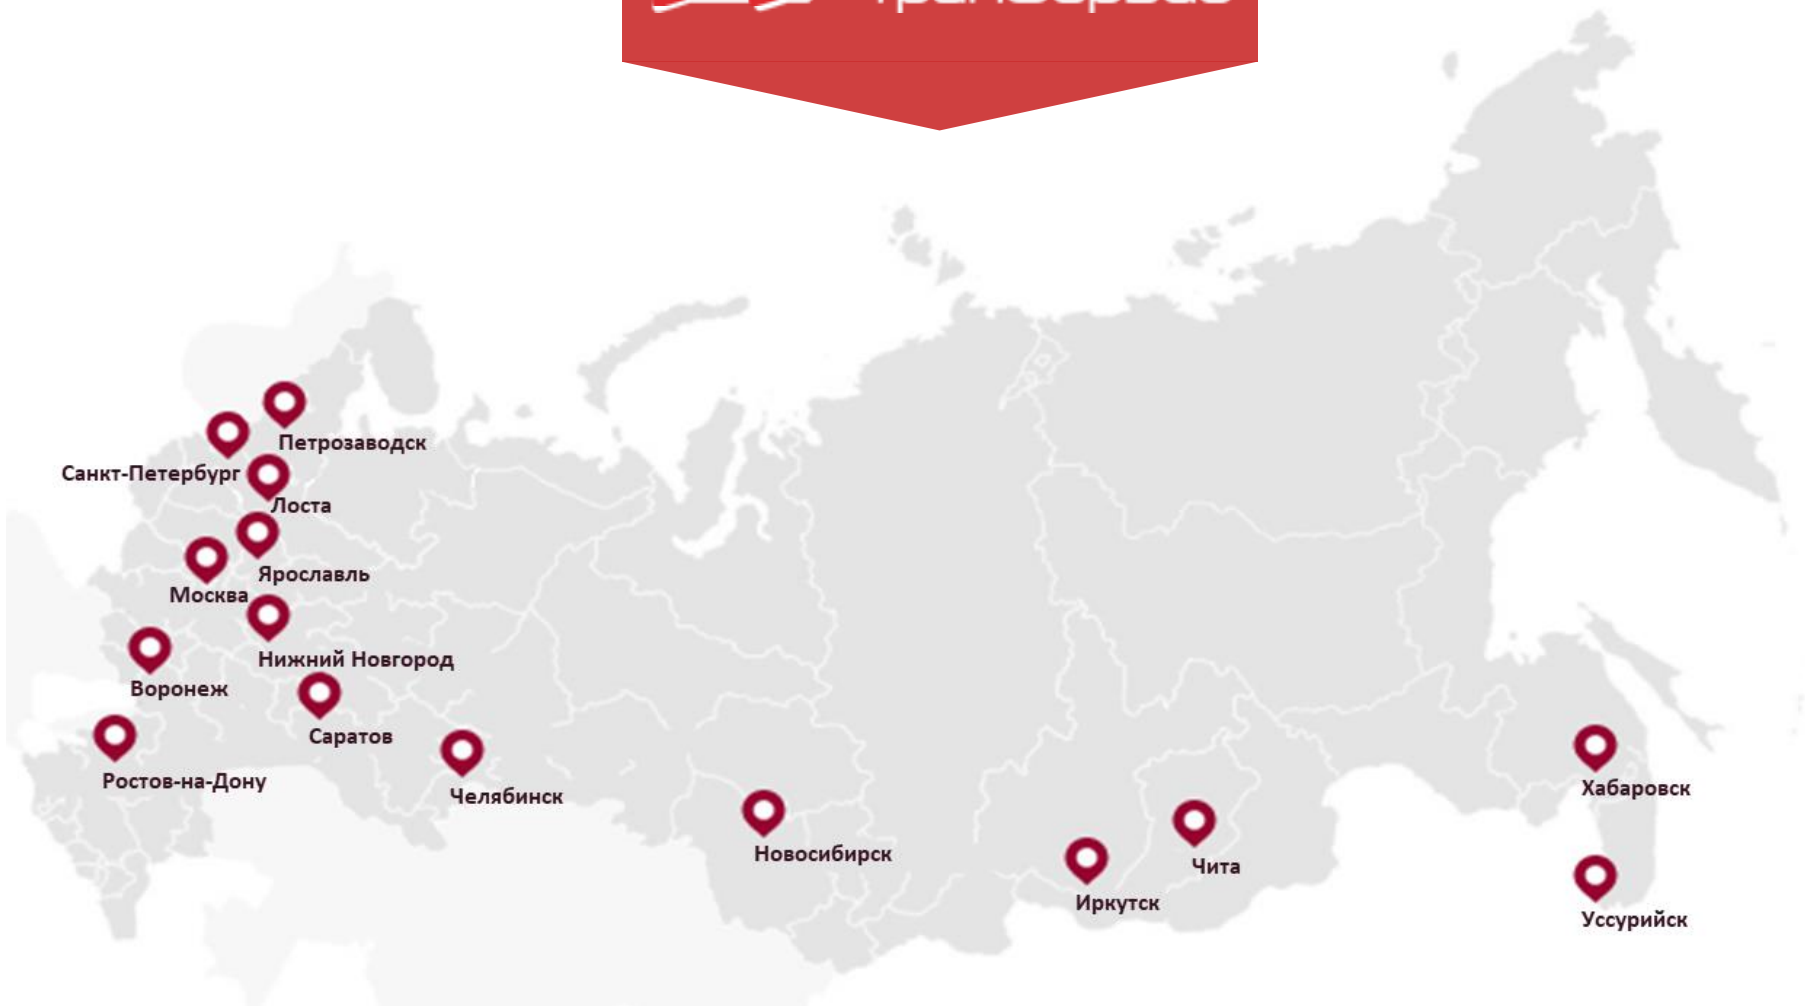 Петрозаводск
Санкт-Петербург
Лоста
Ярославль
Москва
Нижний Новгород
Воронеж
Саратов
Ростов-на-Дону
Челябинск
Хабаровск
Новосибирск
Чита
Иркутск
Уссурийск